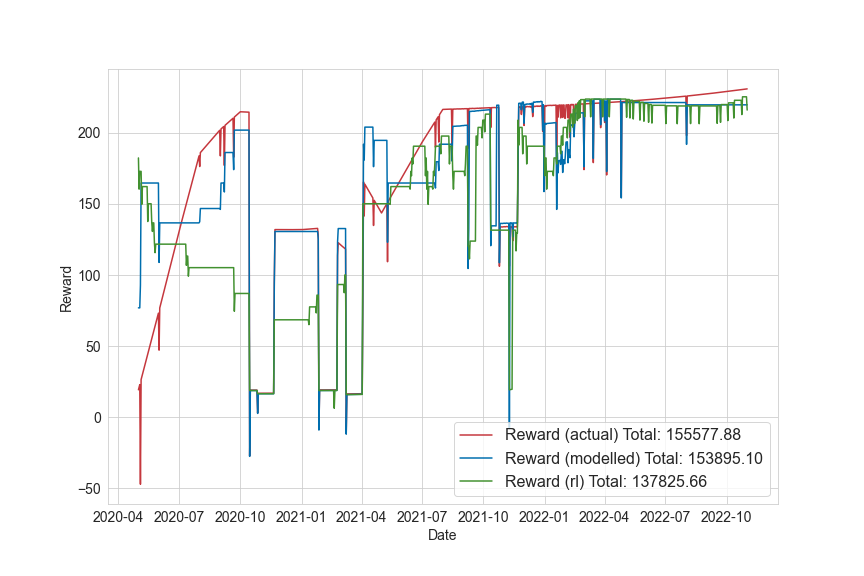 200
150
100
50
0
−50
Reward
2020-04 2020-07 2020-10 2021-01 2021-04 2021-07 2021-10 2022-01 2022-04 2022-07 2022-10
Date
Reward (actual) Total: 155577.88
Reward (modelled) Total: 153895.10
Reward (rl) Total: 137825.66